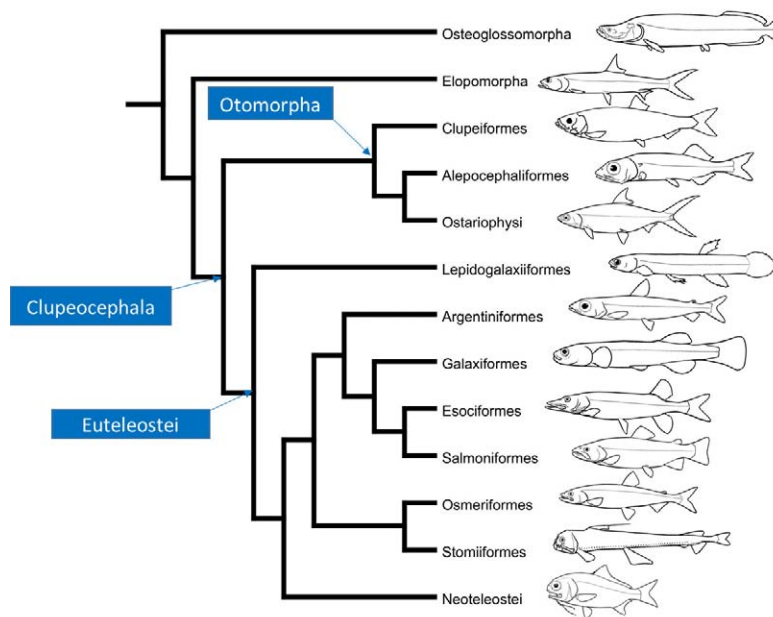 Osteoglossomorpha
Elopomorpha
Otomorpha
Clupeiformes
Alepocephaliformes
Ostariophysi
Lepidogalaxiiformes
Clupeocephala
Argentiniformes
Galaxiformes
Esociformes
Euteleostei
Salmoniformes
Osmeriformes
Stomiiformes
Neoteleostei